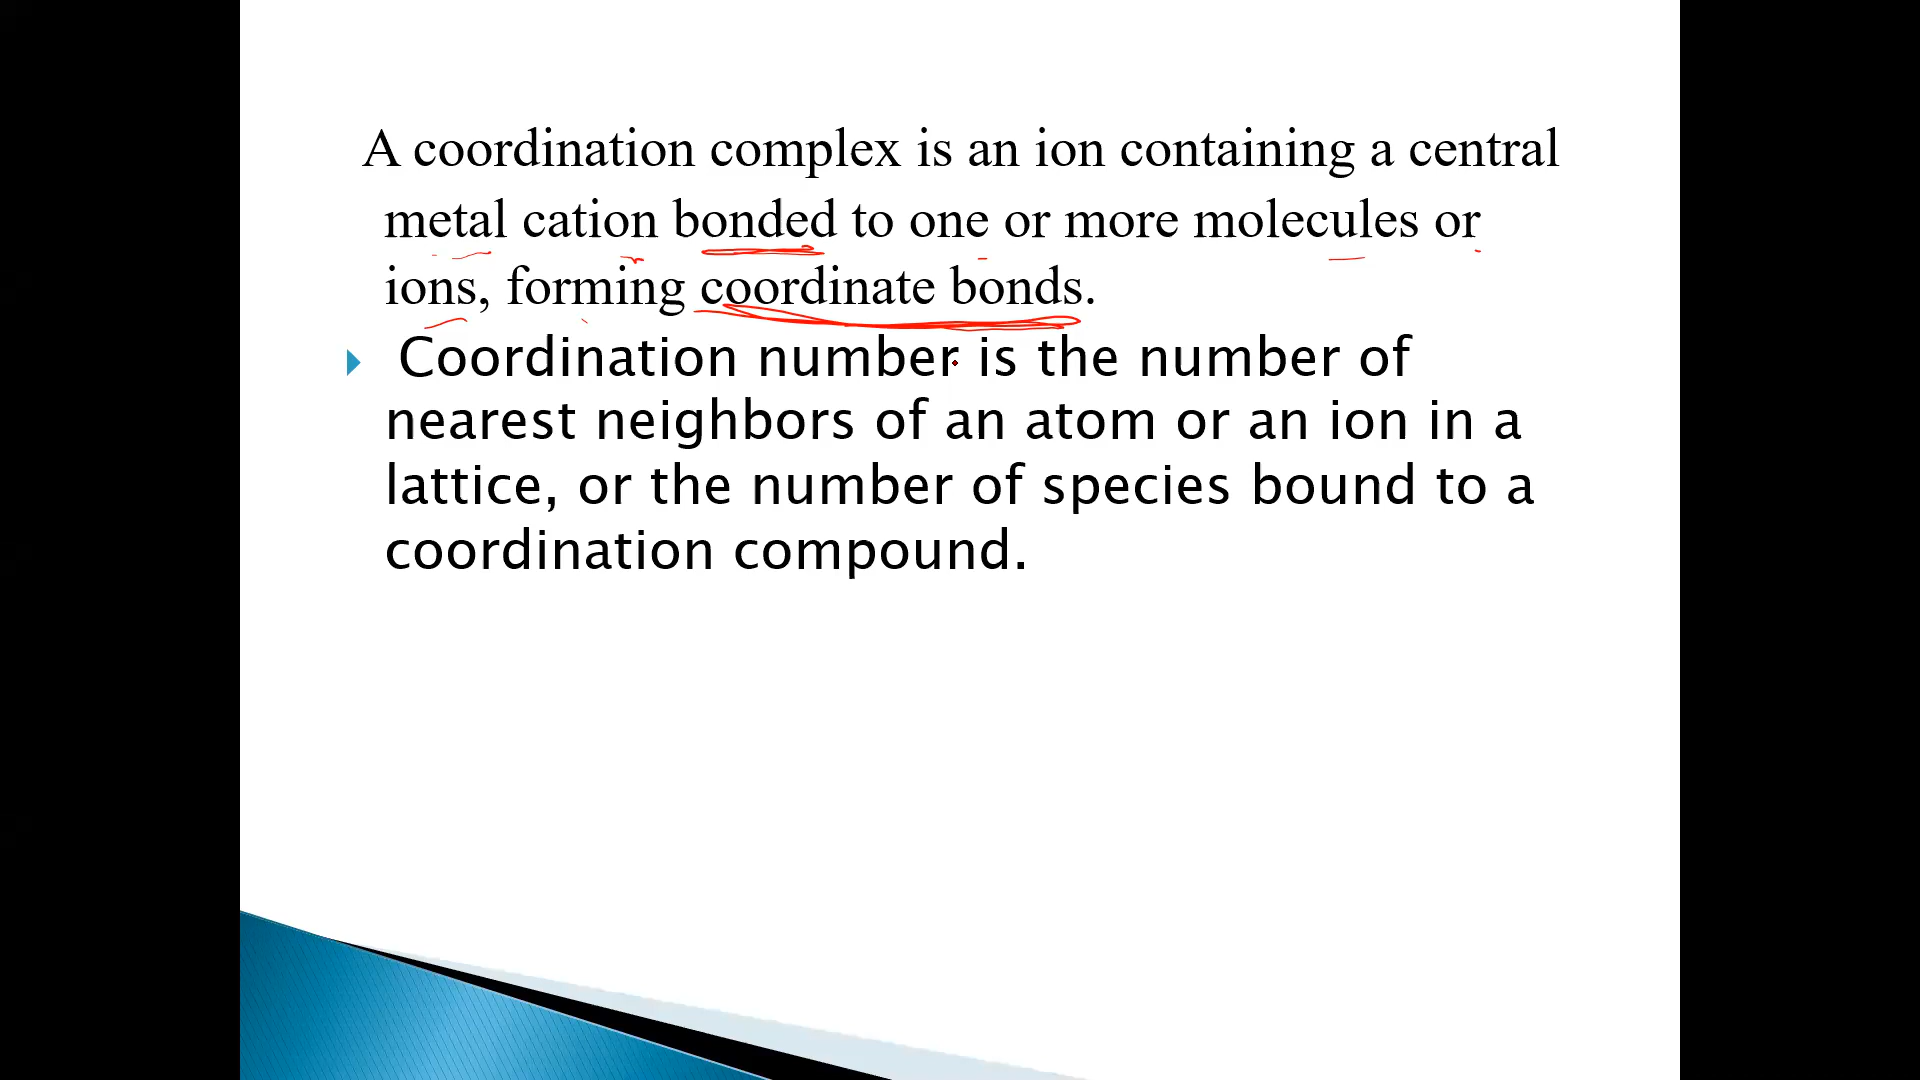 A coordination complex is an ion containing a central
metal cation bonded to one or more molecules or
ions, forming coordinate bonds.
Coordination number is the number of
nearest neighbors of an atom or an ion in a
lattice, or the number of species bound to a
coordination compound.